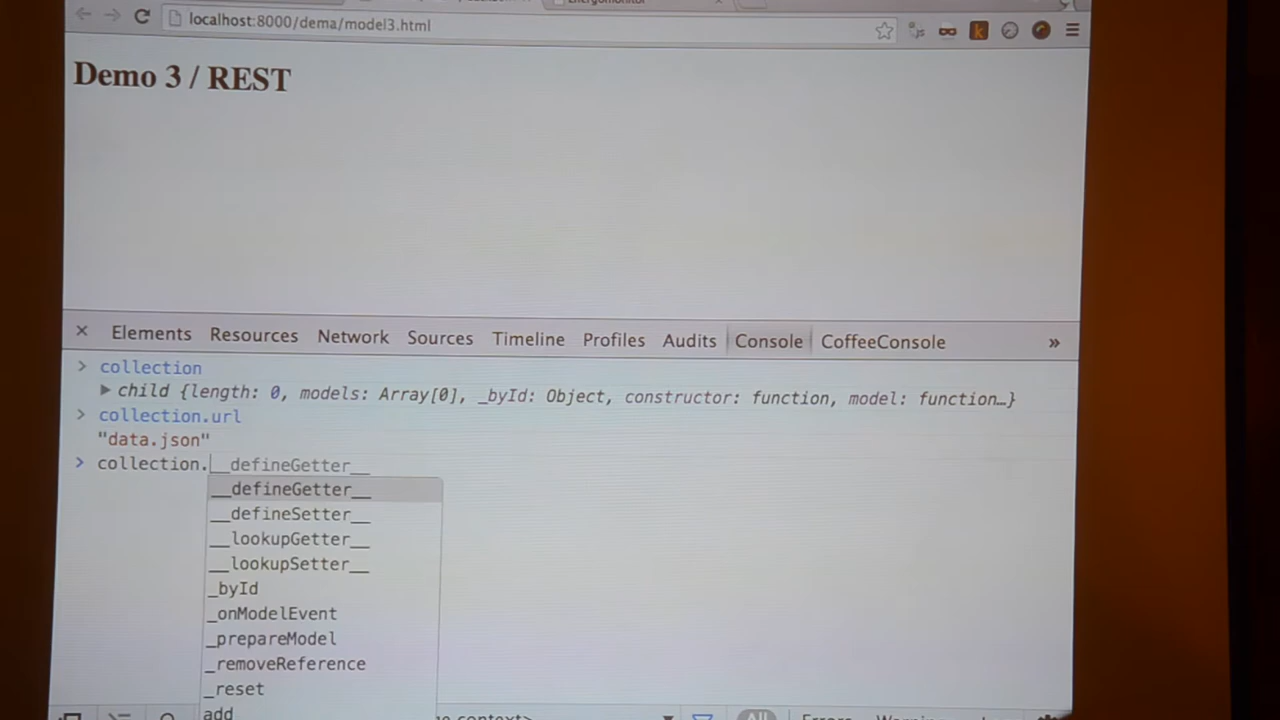 localhost:8000/dema/model3.html
Demo 3 / REST
× Elements Resources Network Sources Timeline Profiles Audits Console CoffeeConsole »
> collection
▶ child {length: 0, models: Array[0], _byId: Object, constructor: function, model: function…}
> collection.url
"data.json"
> collection.__defineGetter__
__defineGetter__
__defineSetter__
__lookupGetter__
__lookupSetter__
_byId
_onModelEvent
_prepareModel
_removeReference
_reset
add